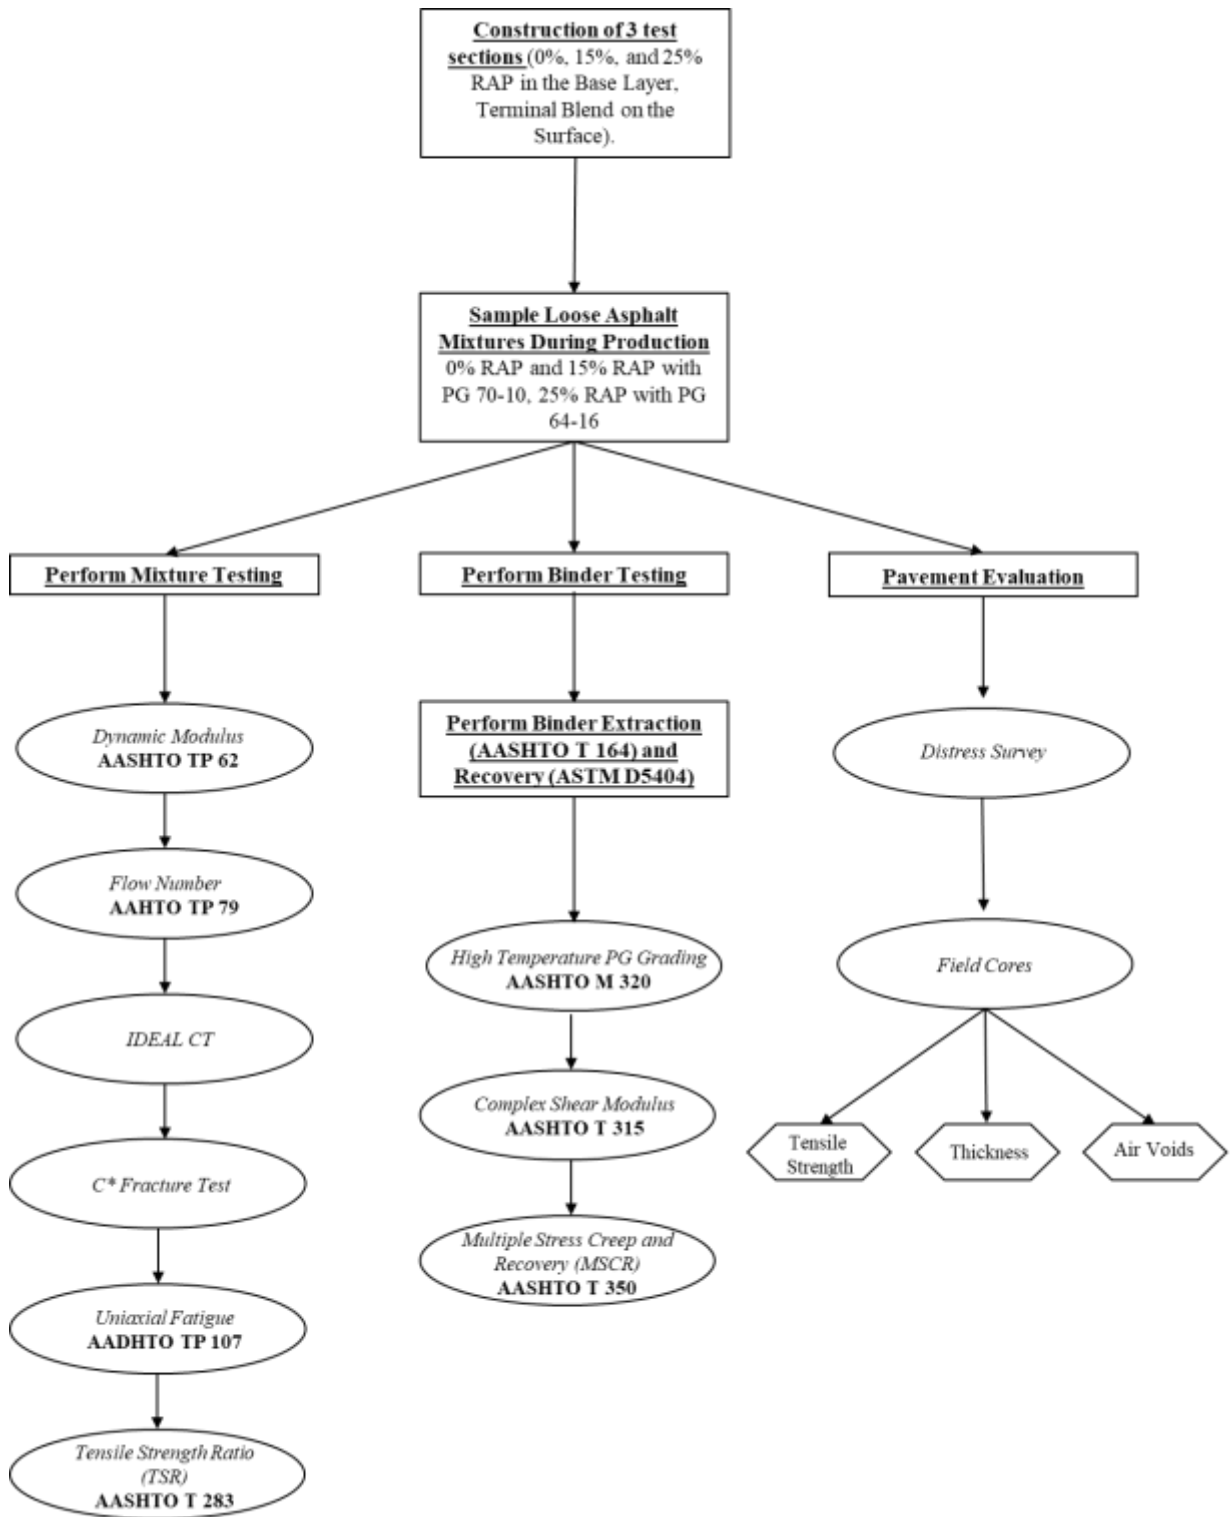 Construction of 3 test
sections (0%, 15%, and 25%
RAP in the Base Layer,
Terminal Blend on the
Surface).
Sample Loose Asphalt
Mixtures During Production
0% RAP and 15% RAP with
PG 70-10, 25% RAP with PG
64-16
Perform Mixture Testing
Perform Binder Testing
Pavement Evaluation
Dynamic Modulus
AASHTO TP 62
Flow Number
AAHTO TP 79
IDEAL CT
C* Fracture Test
Uniaxial Fatigue
AADHTO TP 107
Tensile Strength Ratio
(TSR)
AASHTO T 283
Perform Binder Extraction
(AASHTO T 164) and
Recovery (ASTM D5404)
High Temperature PG Grading
AASHTO M 320
Complex Shear Modulus
AASHTO T 315
Multiple Stress Creep and
Recovery (MSCR)
AASHTO T 350
Distress Survey
Field Cores
Tensile
Strength
Thickness
Air Voids